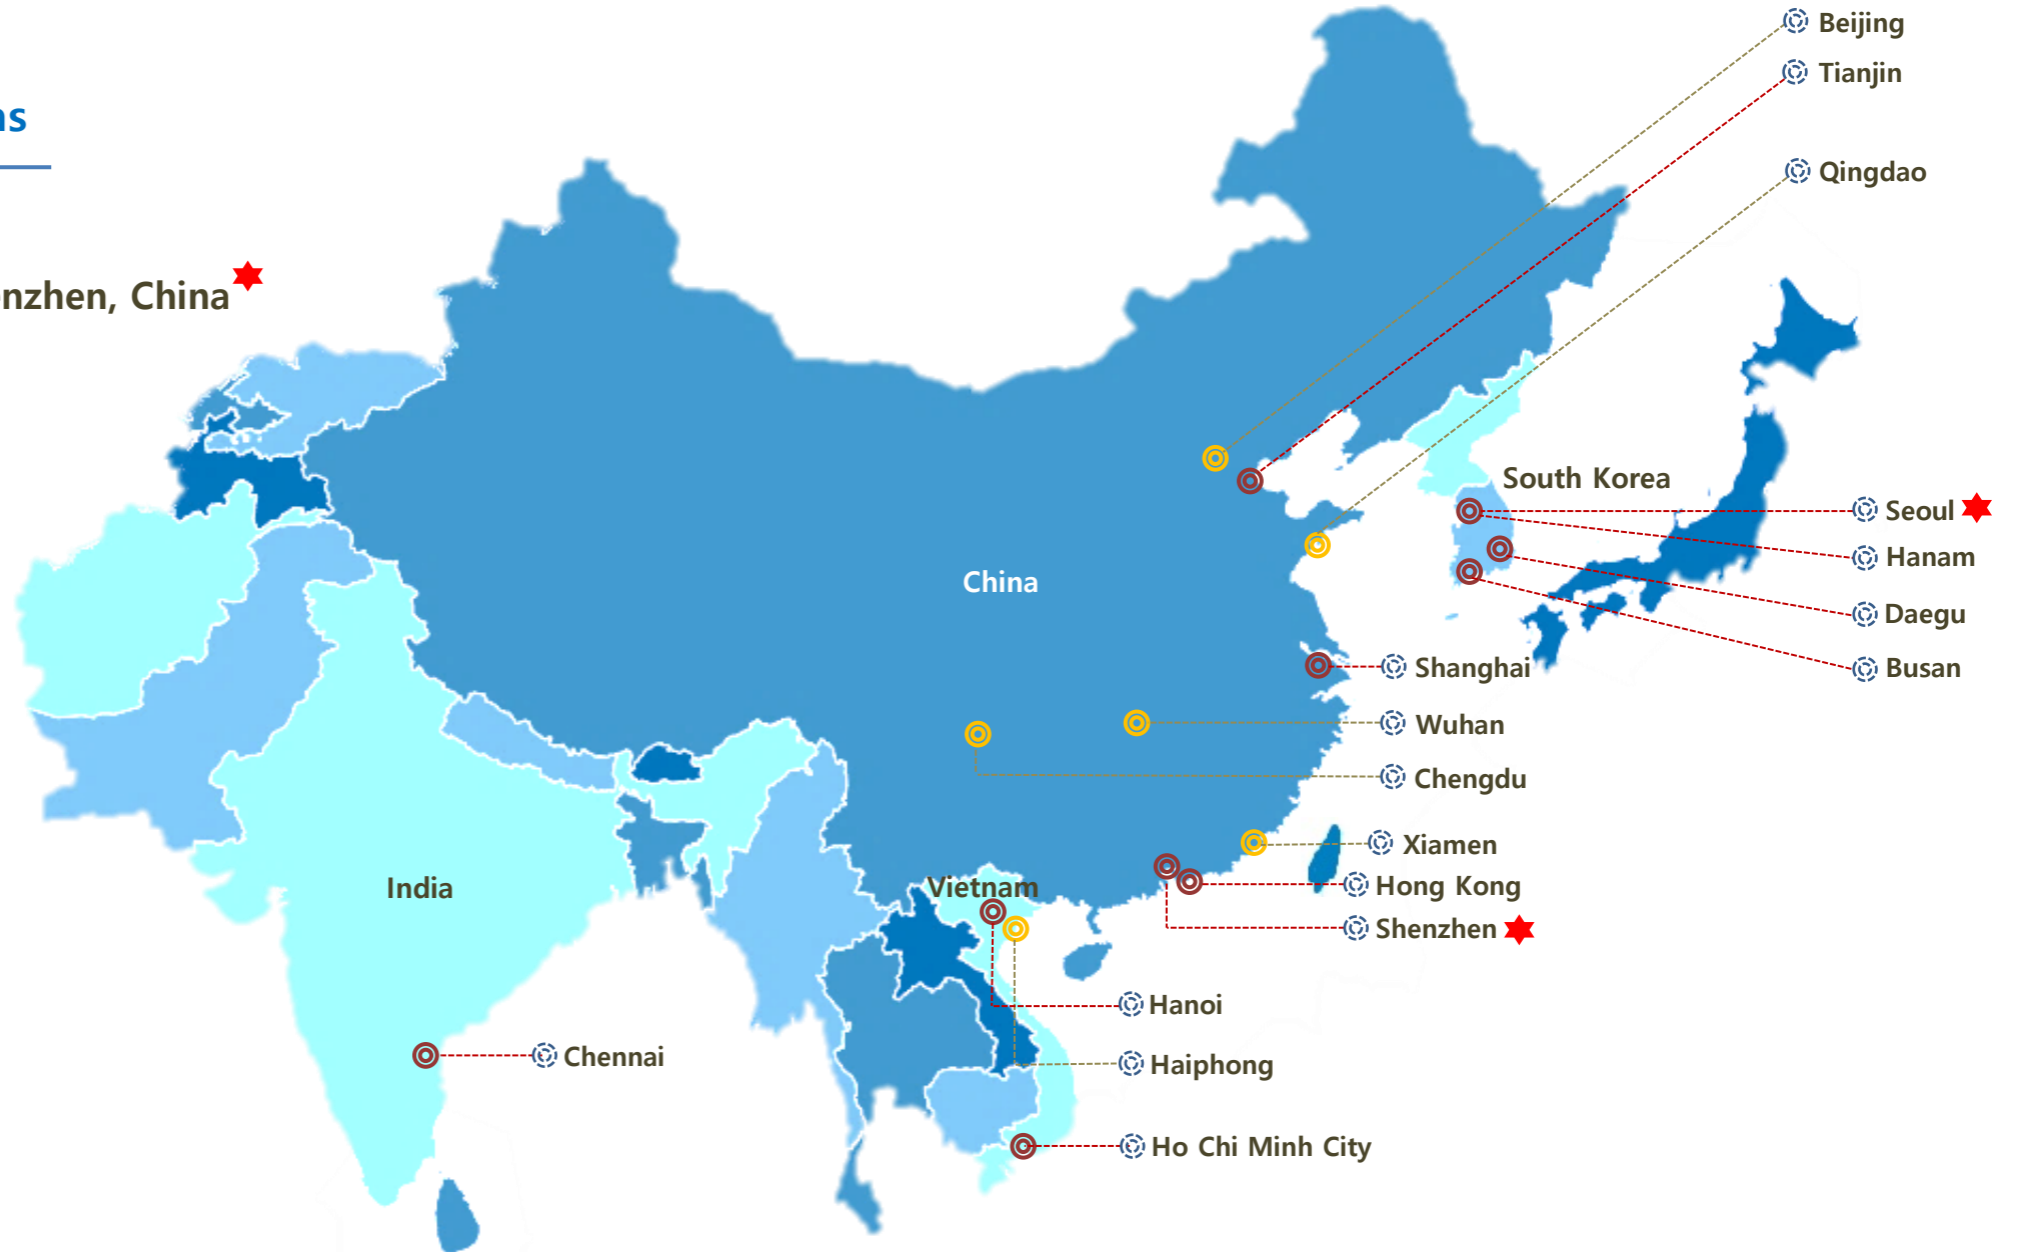 Beijing
Tianjin
ns
Qingdao
nzhen, China
South Korea
Seoul
Hanam
China
Daegu
Shanghai
Busan
Wuhan
Chengdu
Xiamen
India
Vietnam
Hong Kong
Shenzhen
Hanoi
Chennai
Haiphong
Ho Chi Minh City